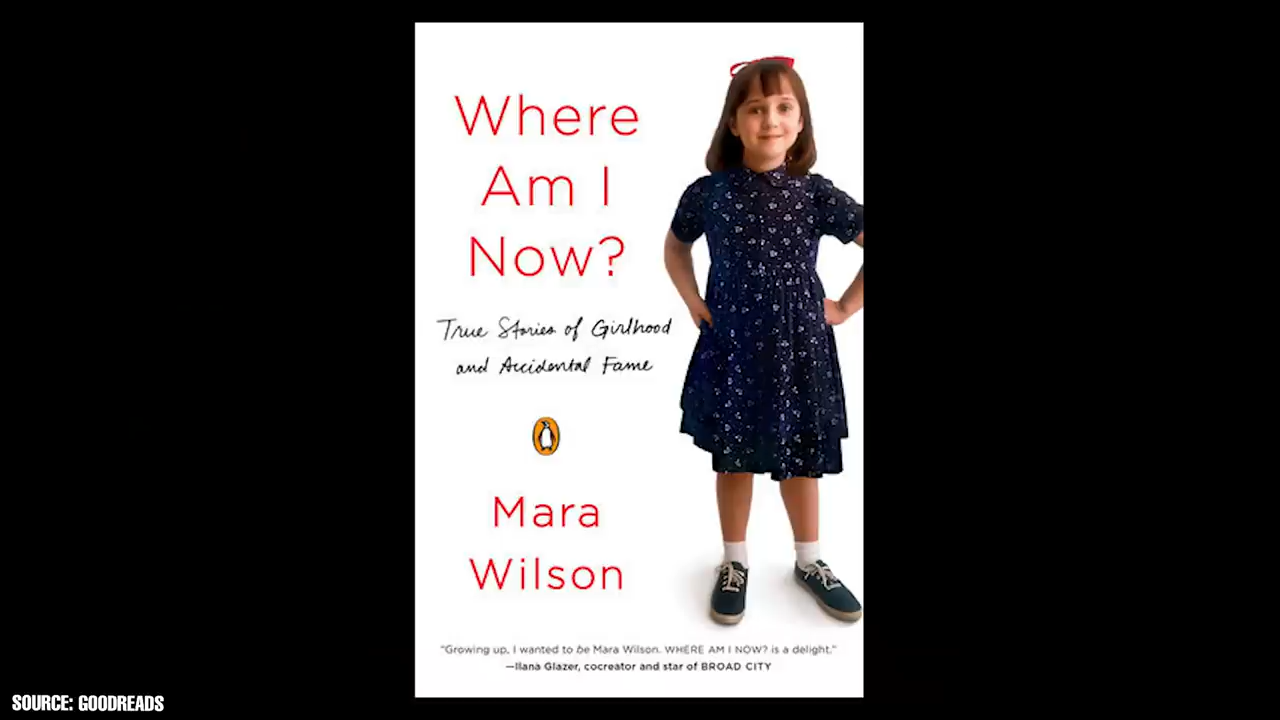 Where
Am I
Now?
True Stories of Girlhood
and Accidental Fame
Mara
Wilson
"Growing up, I wanted to be Mara Wilson. WHERE AM I NOW? is a delight."
—Ilana Glazer, cocreator and star of BROAD CITY
SOURCE: GOODREADS